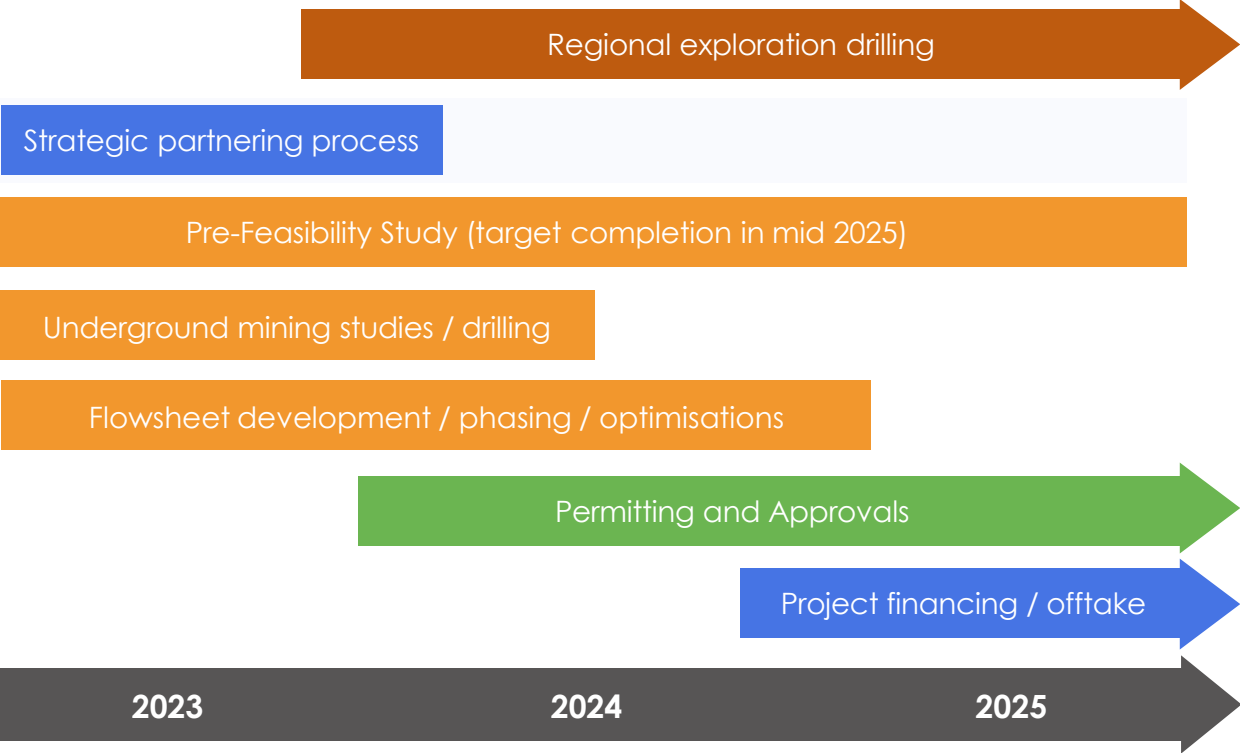 Regional exploration drilling
Strategic partnering process
Pre-Feasibility Study (target completion in mid 2025)
Underground mining studies / drilling
Flowsheet development / phasing / optimisations
Permitting and Approvals
Project financing / offtake
2023 2024 2025